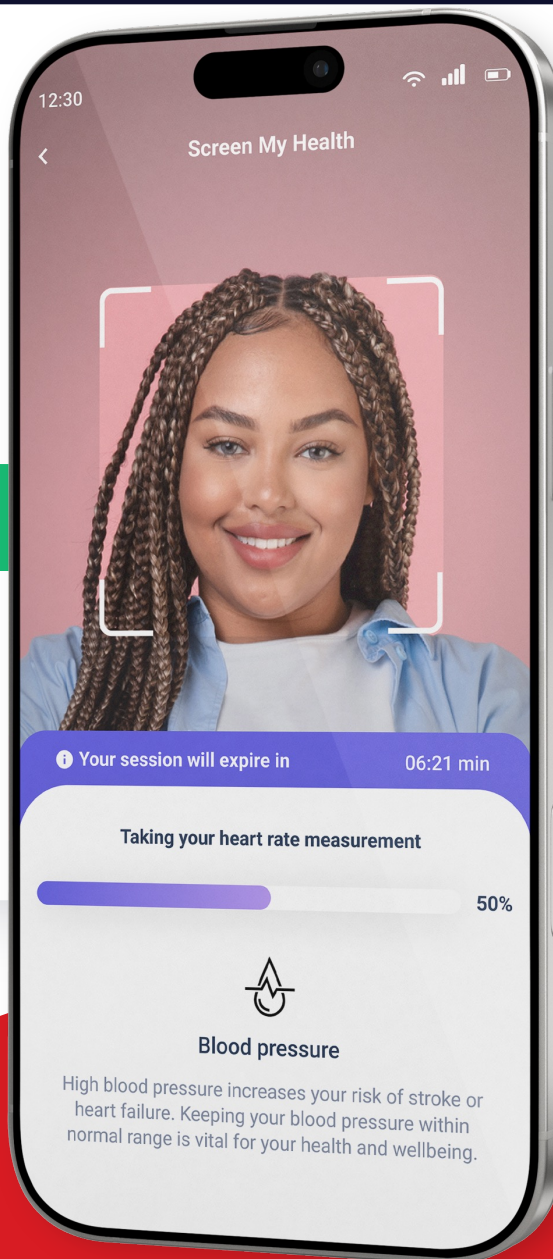 12:30
Screen My Health
Your session will expire in 06:21 min
Taking your heart rate measurement
50%
Blood pressure
High blood pressure increases your risk of stroke or
heart failure. Keeping your blood pressure within
normal range is vital for your health and wellbeing.